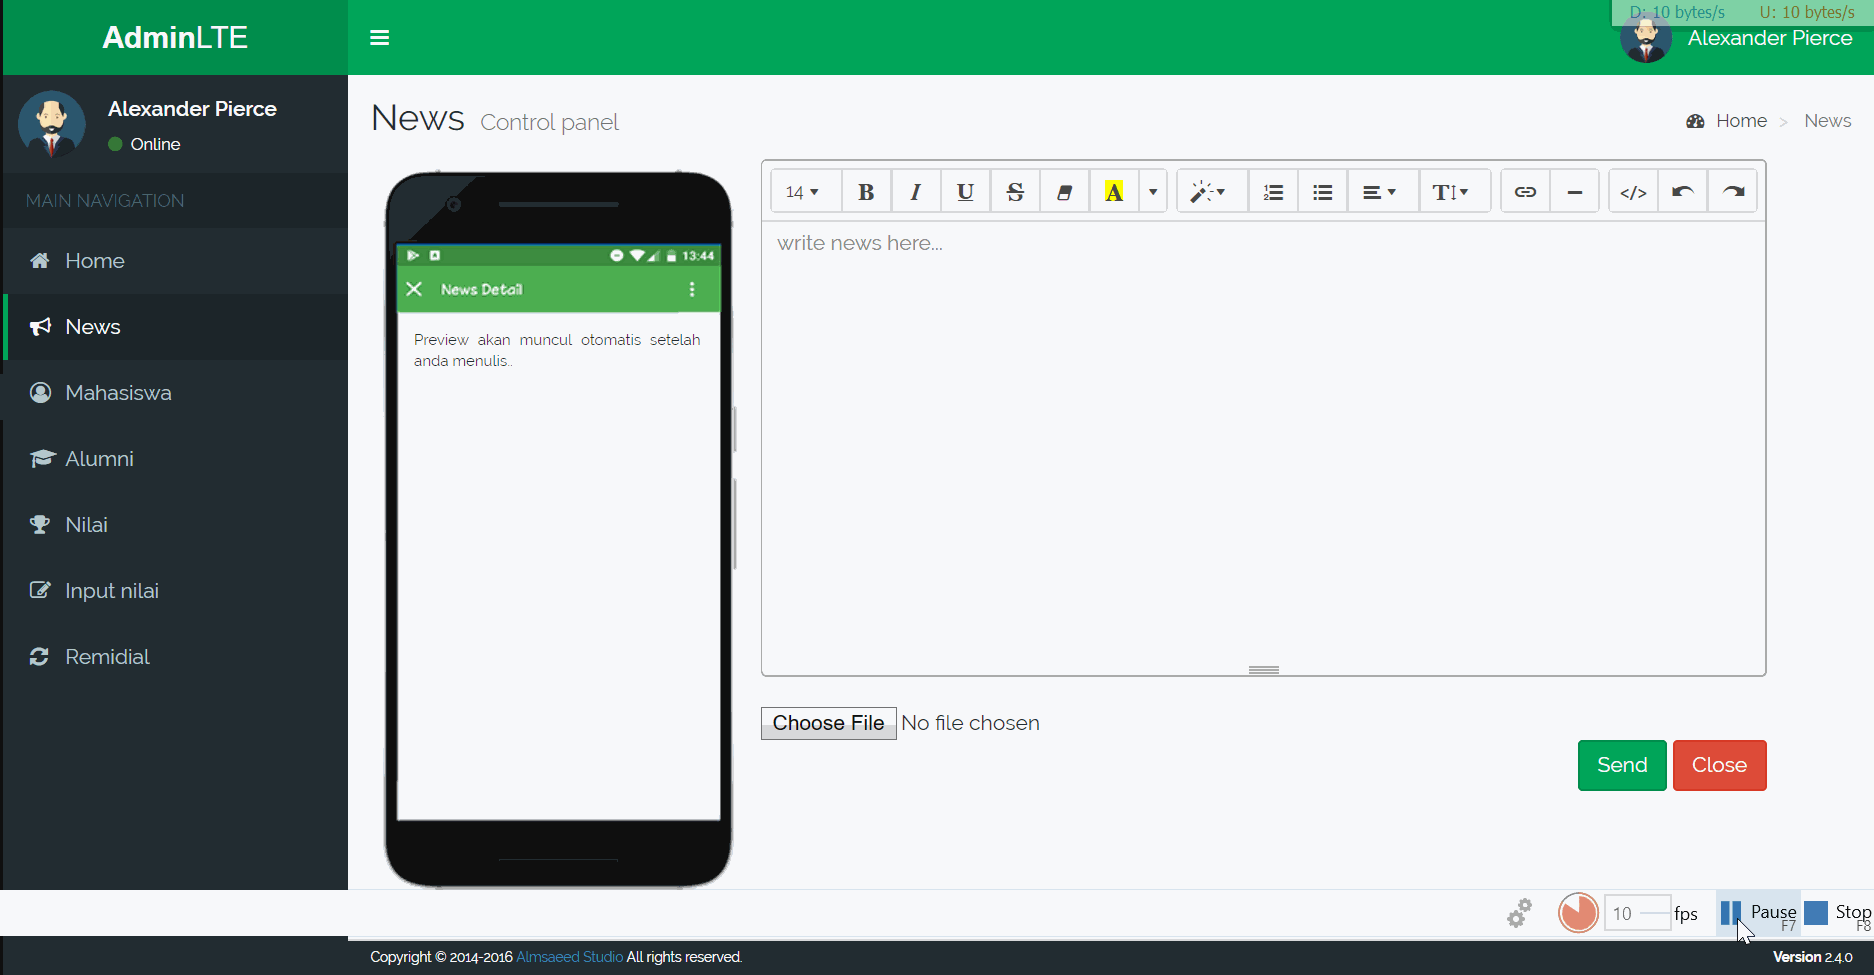 AdminLTE
D: 10 bytes/s U: 10 bytes/s
Alexander Pierce
Alexander Pierce
Online
MAIN NAVIGATION
Home
News
Mahasiswa
Alumni
Nilai
Input nilai
Remidial
News Control panel
Home > News
13:44
News Detail
Preview akan muncul otomatis setelah
anda menulis..
14 B I U S A T </>
write news here...
Choose File No file chosen
Send Close
10 fps Pause F7 Stop F8
Copyright © 2014-2016 Almsaeed Studio All rights reserved.
Version 2.4.0